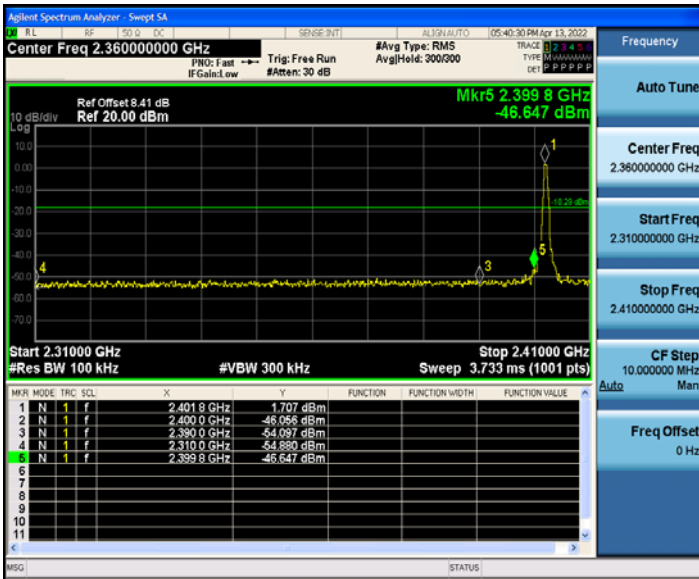 Agilent Spectrum Analyzer - Swept SA
RL RF 50 Ω DC SENSE:INT ALIGN AUTO 05:40:30 PM Apr 13, 2022
Center Freq 2.360000000 GHz
PNO: Fast
IFGain:Low
Trig: Free Run
#Atten: 30 dB
#Avg Type: RMS
Avg|Hold: 300/300
TRACE 1 2 3 4 5 6
TYPE M
DET P P P P P P
Ref Offset 8.41 dB
Ref 20.00 dBm
10 dB/div
Log
Mkr5 2.399 8 GHz
-46.647 dBm
10.0
0.00
-10.0
-20.0
-30.0
-40.0
-50.0
-60.0
-70.0
1
5
3
4
Start 2.31000 GHz
#Res BW 100 kHz
#VBW 300 kHz
Stop 2.41000 GHz
Sweep 3.733 ms (1001 pts)
MKR MODE TRC SCL X Y FUNCTION FUNCTION WIDTH FUNCTION VALUE
1 N 1 f 2.401 8 GHz 1.707 dBm
2 N 1 f 2.400 0 GHz -46.056 dBm
3 N 1 f 2.390 0 GHz -54.097 dBm
4 N 1 f 2.310 0 GHz -54.880 dBm
5 N 1 f 2.399 8 GHz -46.647 dBm
6
7
8
9
10
11
MSG STATUS
Frequency
Auto Tune
Center Freq
2.360000000 GHz
Start Freq
2.310000000 GHz
Stop Freq
2.410000000 GHz
CF Step
10.000000 MHz
Auto Man
Freq Offset
0 Hz